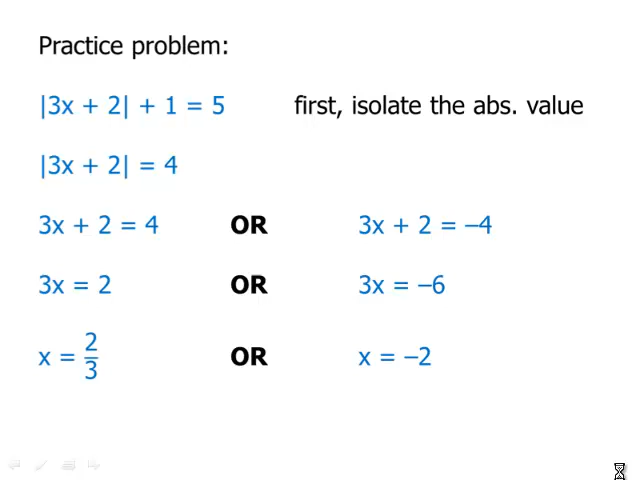 Practice problem:
|3x + 2| + 1 = 5 first, isolate the abs. value
|3x + 2| = 4
3x + 2 = 4 OR 3x + 2 = –4
3x = 2 OR 3x = –6
x = 2/3 OR x = –2